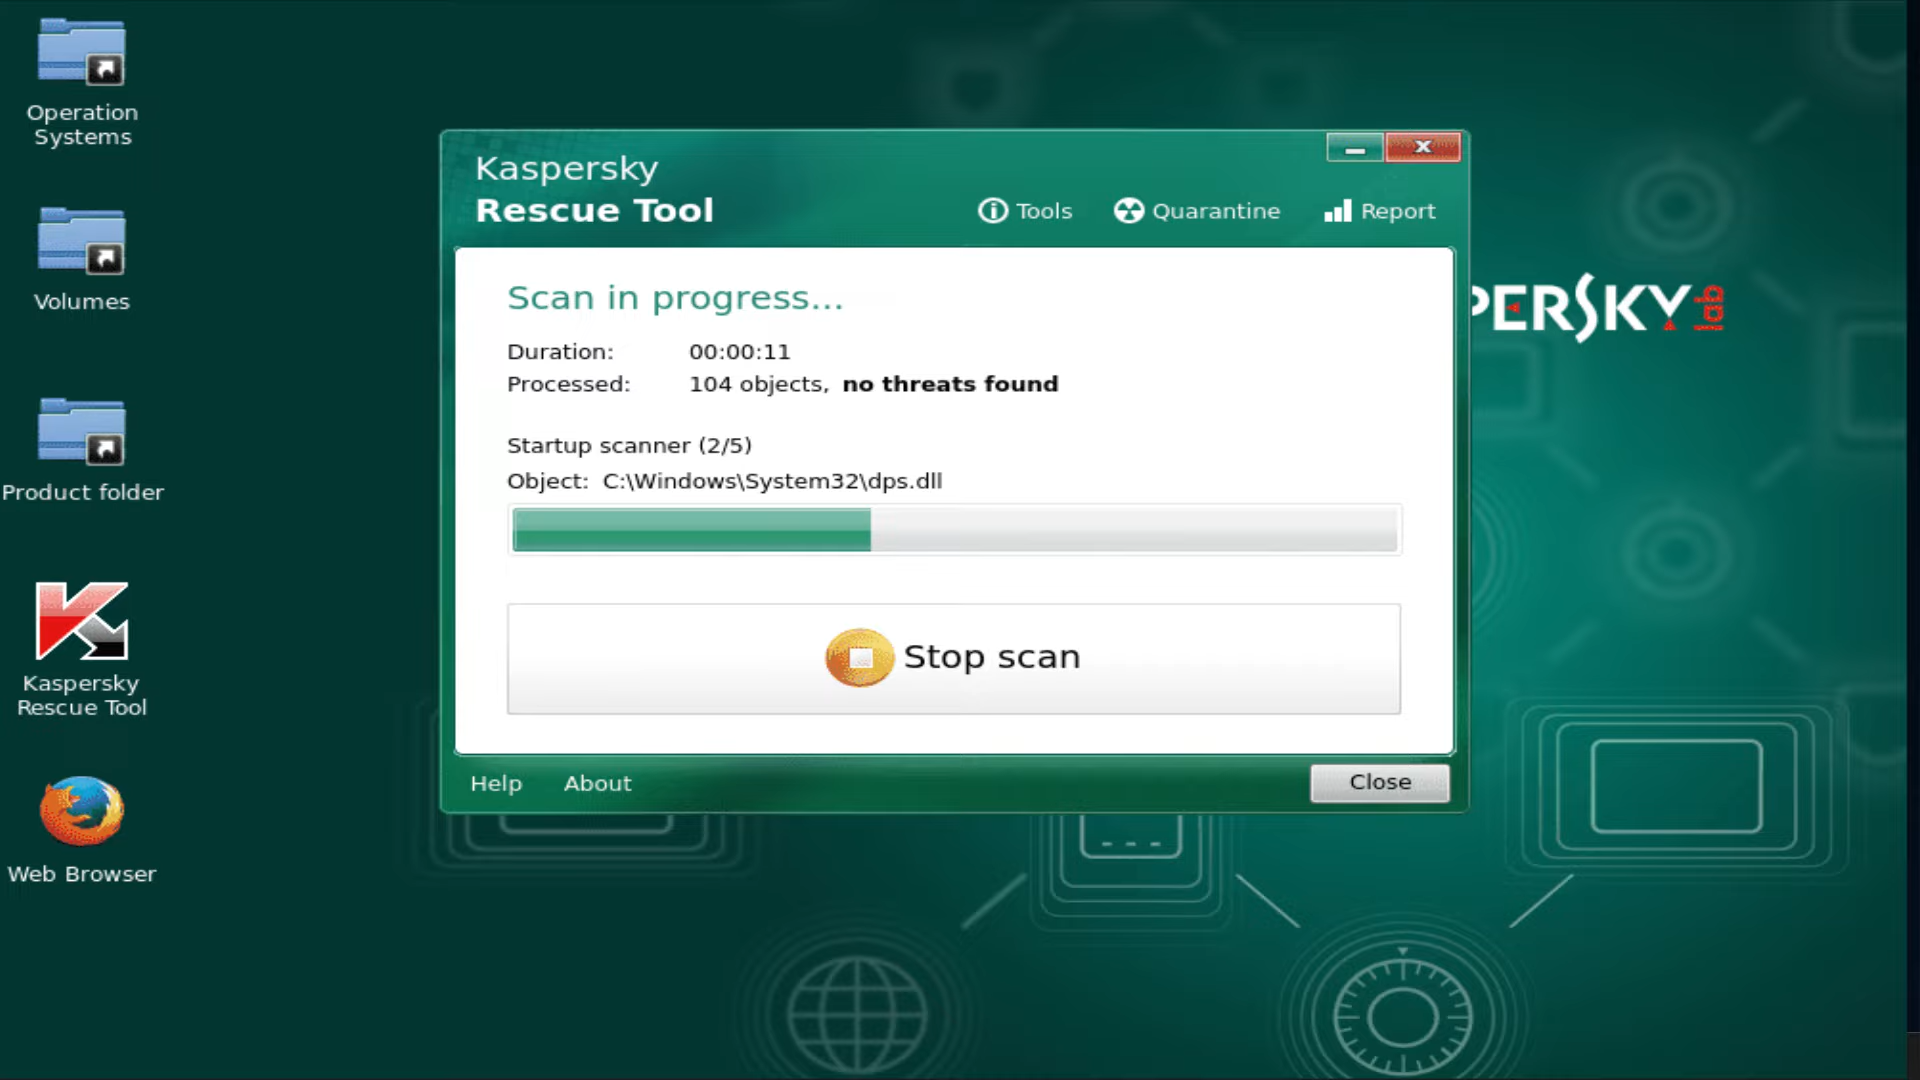 Operation
Systems
Volumes
Product folder
Kaspersky
Rescue Tool
Web Browser
Kaspersky
Rescue Tool
Tools
Quarantine
Report
Scan in progress...
Duration: 00:00:11
Processed: 104 objects, no threats found
Startup scanner (2/5)
Object: C:\Windows\System32\dps.dll
Stop scan
Help About
Close
PERSKY lab